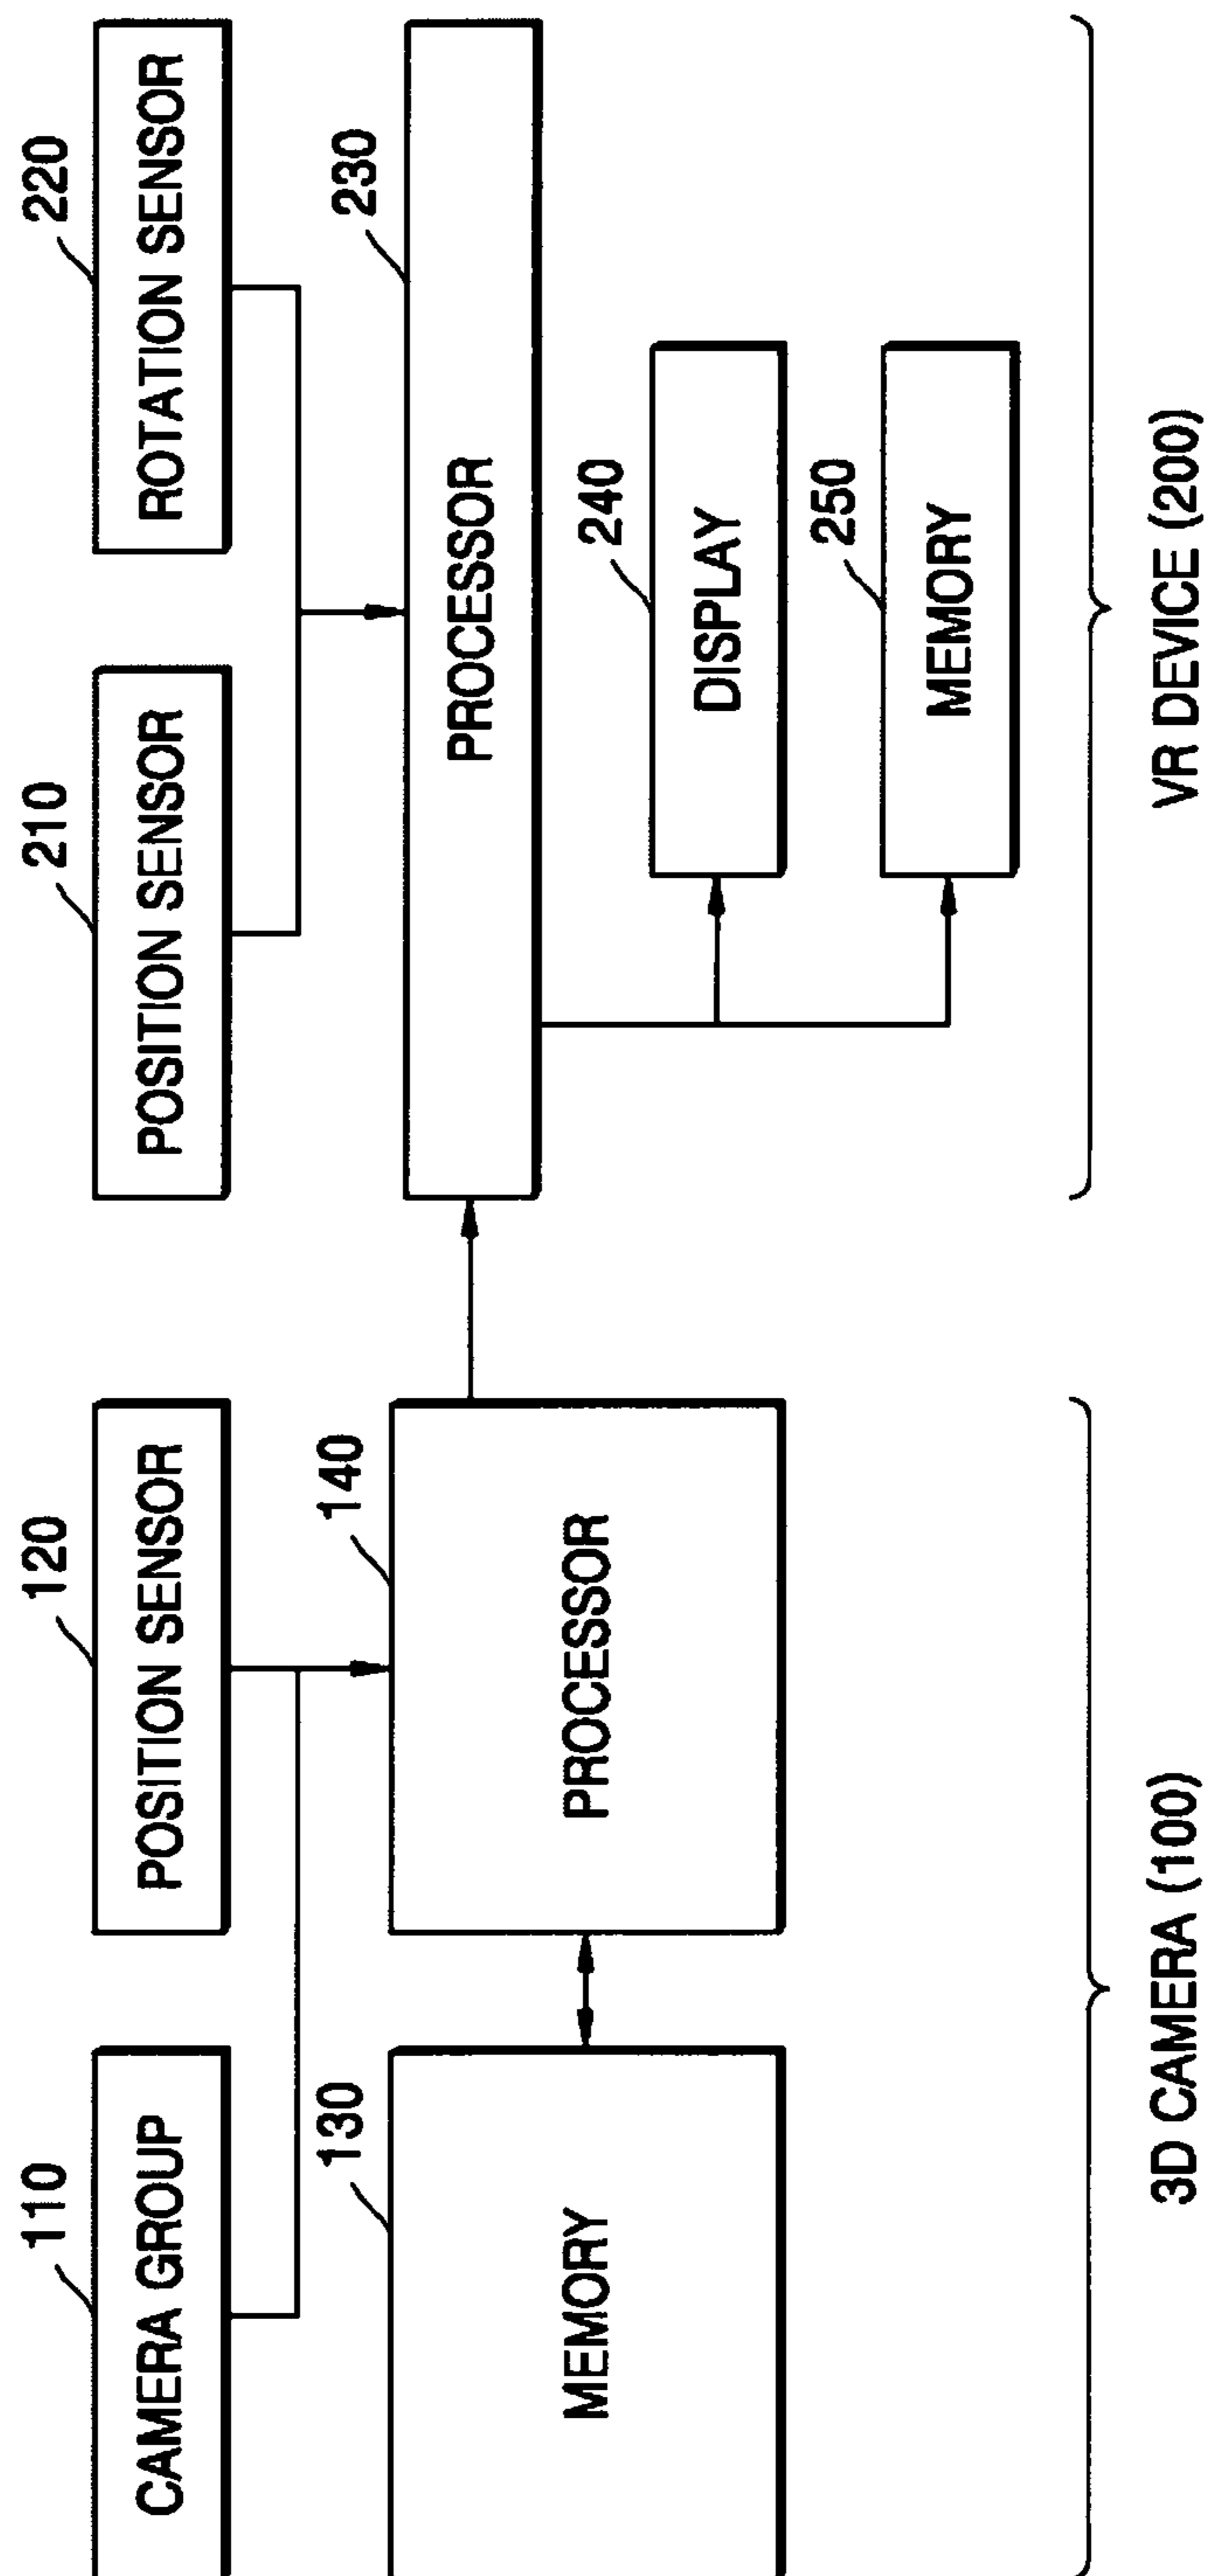 110
CAMERA GROUP
120
POSITION SENSOR
210
POSITION SENSOR
220
ROTATION SENSOR
130
MEMORY
140
PROCESSOR
230
PROCESSOR
240
DISPLAY
250
MEMORY
3D CAMERA (100)
VR DEVICE (200)